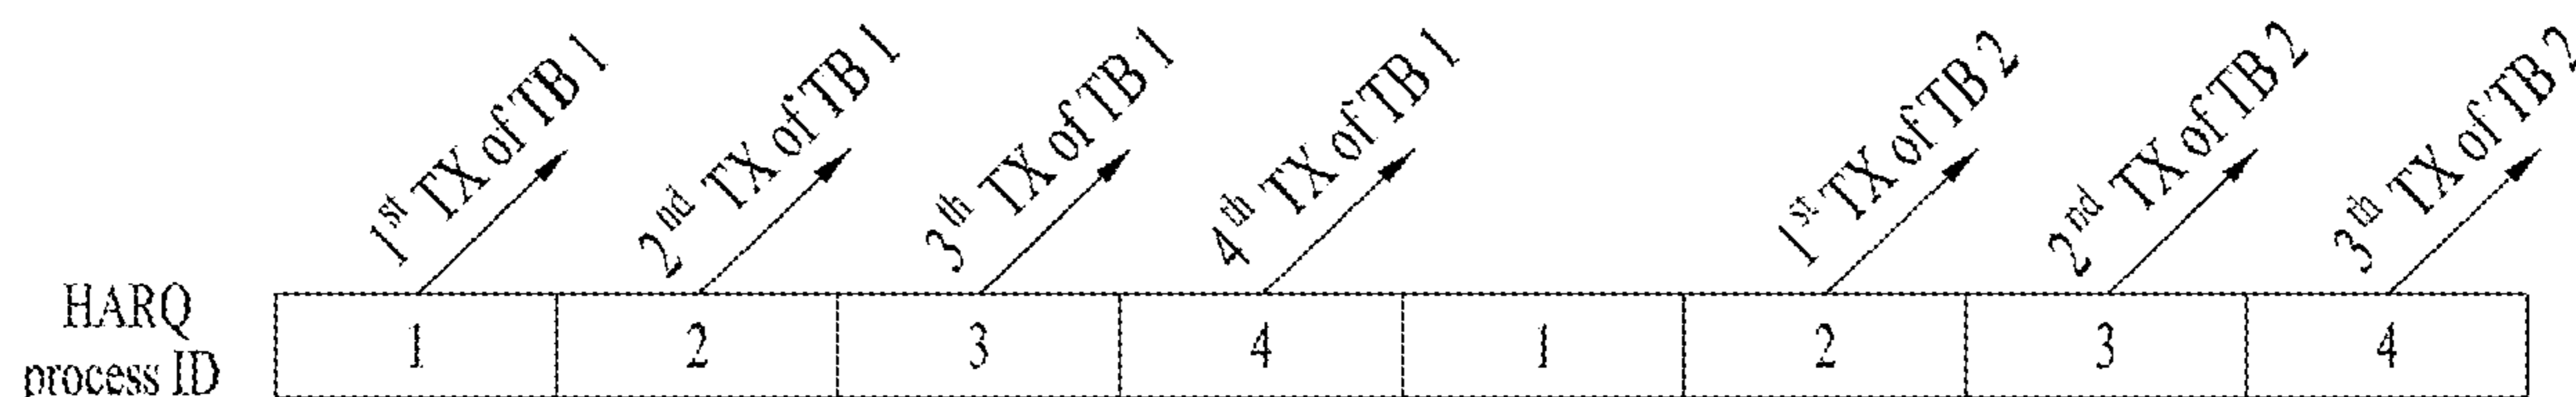 1st TX of TB 1
2nd TX of TB 1
3th TX of TB 1
4th TX of TB 1
1st TX of TB 2
2nd TX of TB 2
3th TX of TB 2
HARQ
process ID
1 2 3 4 1 2 3 4